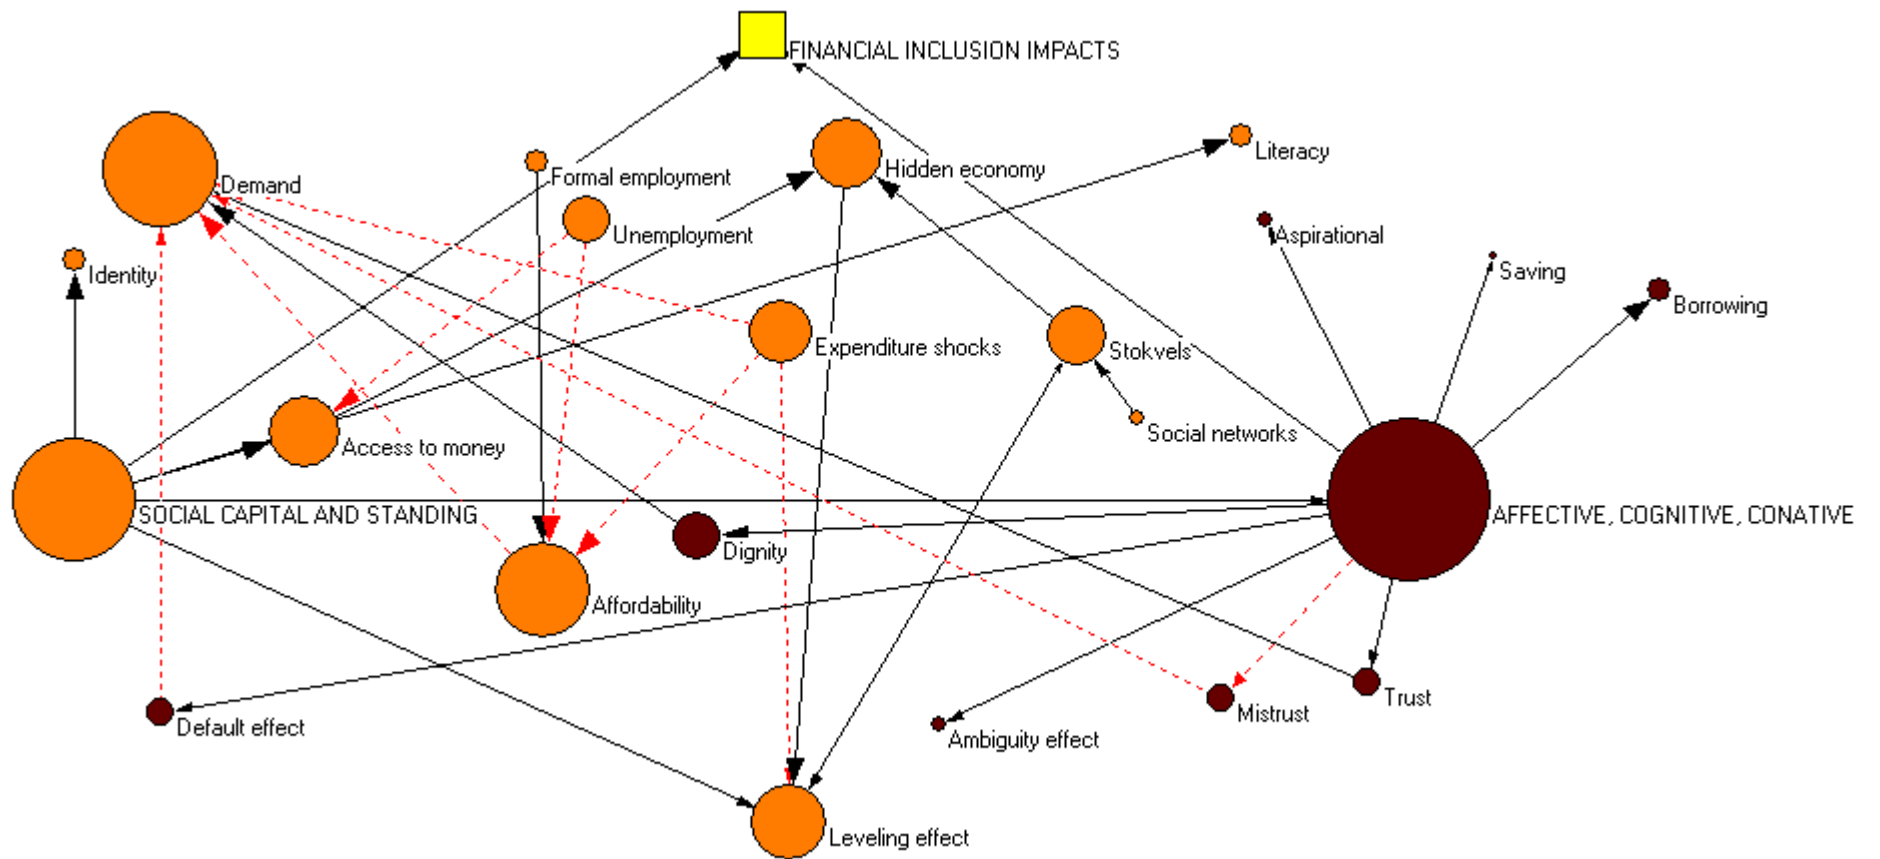 FINANCIAL INCLUSION IMPACTS
Literacy
Hidden economy
Formal employment
Demand
Unemployment
Aspirational
Identity
Saving
Borrowing
Expenditure shocks
Stokvels
Social networks
Access to money
SOCIAL CAPITAL AND STANDING
AFFECTIVE, COGNITIVE, CONATIVE
Dignity
Affordability
Trust
Mistrust
Default effect
Ambiguity effect
Leveling effect